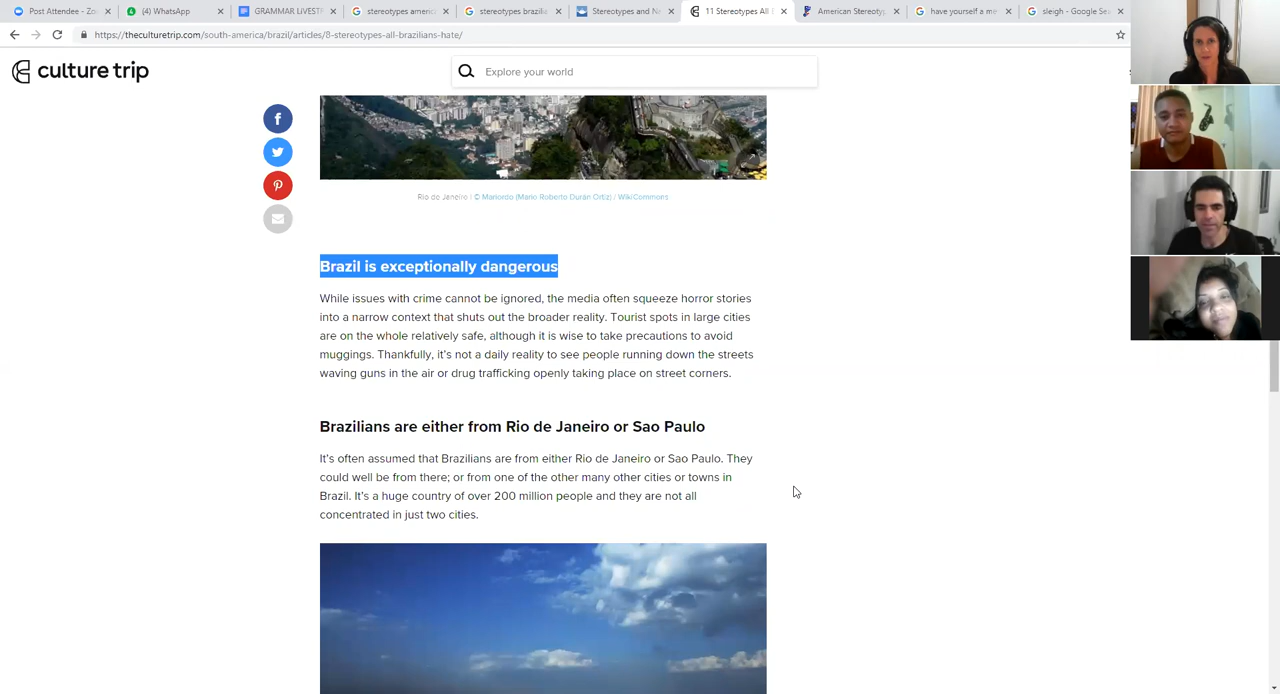 Post Attendee - Zo
(4) WhatsApp
GRAMMAR LIVEST
stereotypes americ
stereotypes brazilia
Stereotypes and Ne
11 Stereotypes All
American Stereoty
have yourself a me
sleigh - Google Se
https://theculturetrip.com/south-america/brazil/articles/8-stereotypes-all-brazilians-hate/
culture trip
Explore your world
Rio de Janeiro | © Mariordo (Mario Roberto Duran Ortiz) / WikiCommons
Brazil is exceptionally dangerous
While issues with crime cannot be ignored, the media often squeeze horror stories
into a narrow context that shuts out the broader reality. Tourist spots in large cities
are on the whole relatively safe, although it is wise to take precautions to avoid
muggings. Thankfully, it's not a daily reality to see people running down the streets
waving guns in the air or drug trafficking openly taking place on street corners.
Brazilians are either from Rio de Janeiro or Sao Paulo
It's often assumed that Brazilians are from either Rio de Janeiro or Sao Paulo. They
could well be from there; or from one of the other many other cities or towns in
Brazil. It's a huge country of over 200 million people and they are not all
concentrated in just two cities.